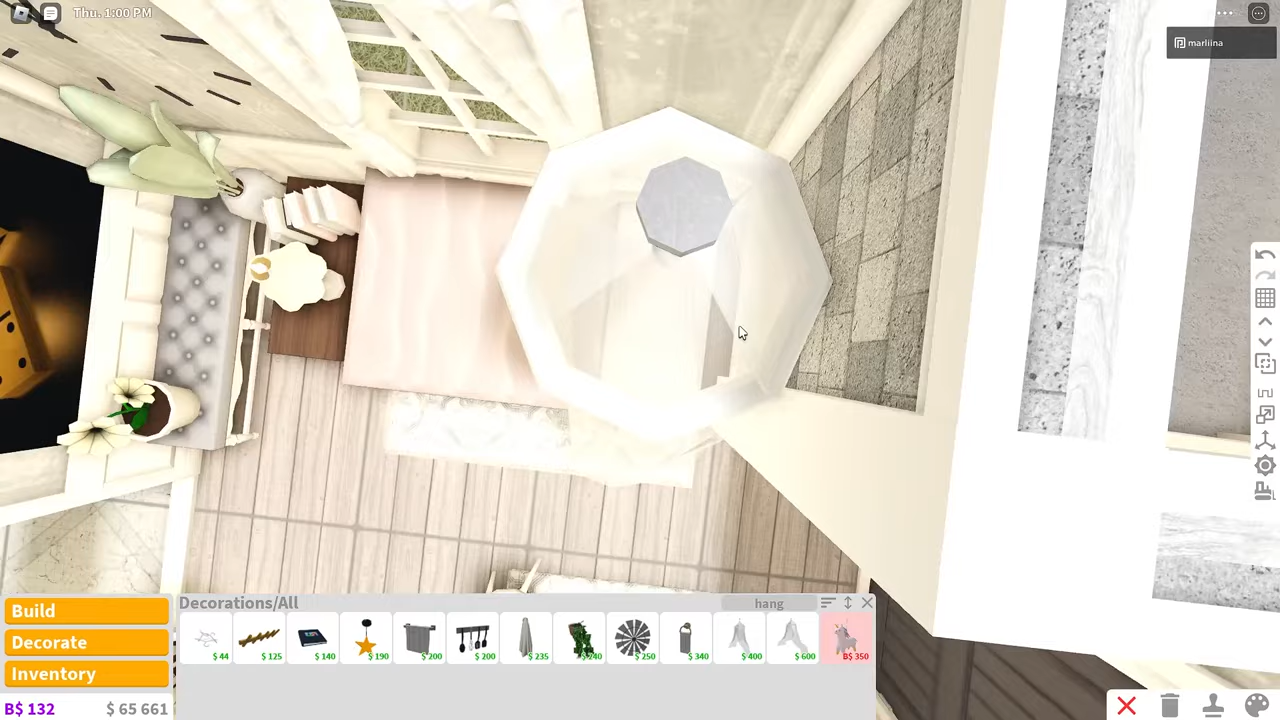 Thu. 1:00 PM
marliina
Build
Decorate
Inventory
B$ 132
$ 65 661
Decorations/All
hang
$ 44
$ 125
$ 140
$ 190
$ 200
$ 200
$ 235
$ 240
$ 250
$ 340
$ 400
$ 600
B$ 350